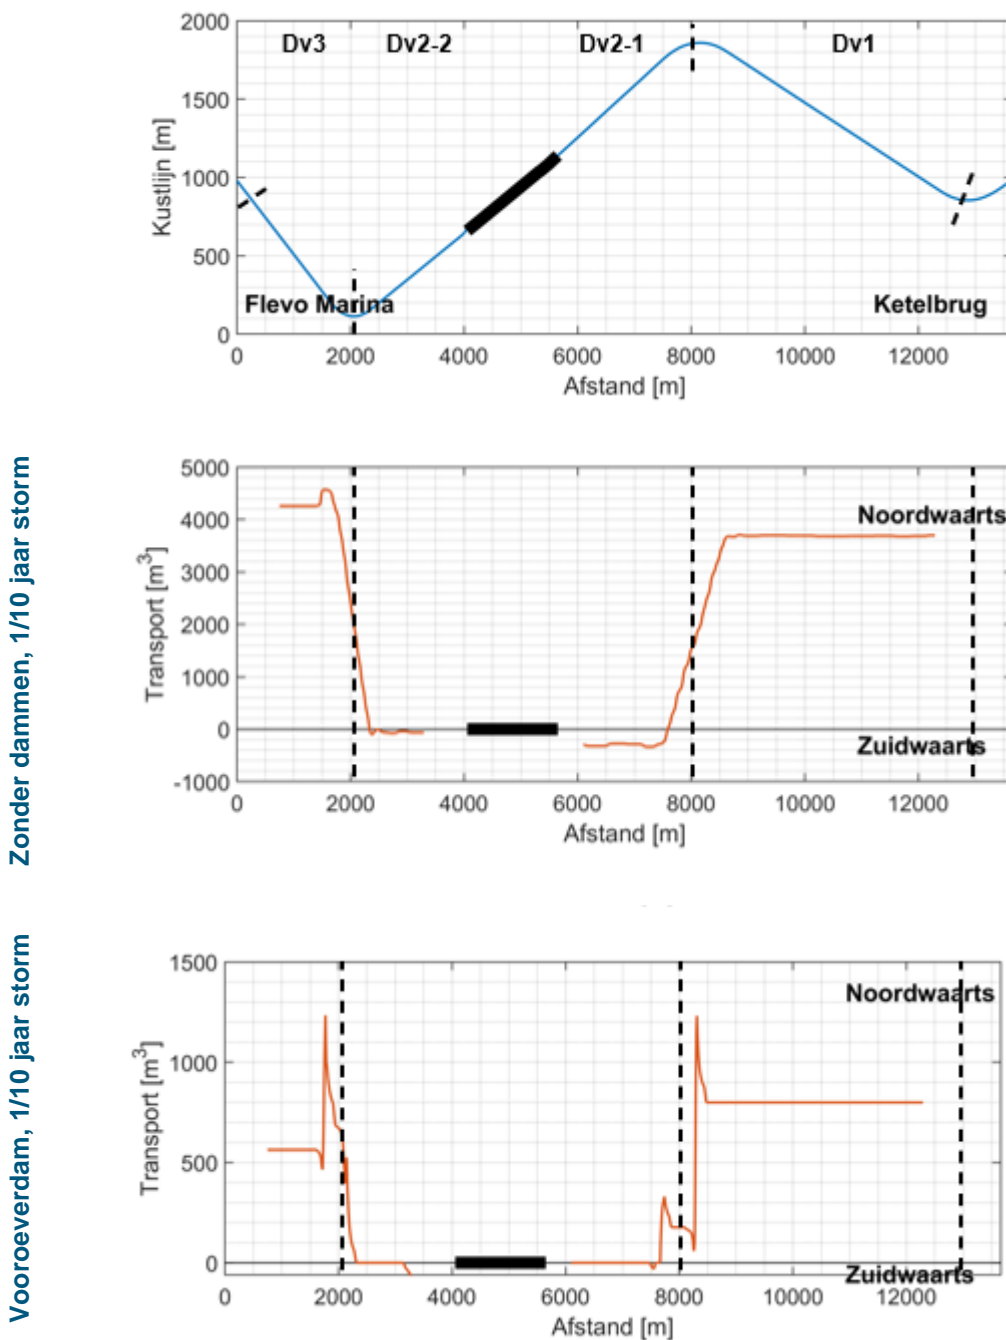 2000
1500
1000
500
0
Kustlijn [m]
Dv3 Dv2-2 Dv2-1 Dv1
Flevo Marina
Ketelbrug
0 2000 4000 6000 8000 10000 12000
Afstand [m]
Zonder dammen, 1/10 jaar storm
5000
4000
3000
2000
1000
0
-1000
Transport [m³]
Noordwaarts
Zuidwaarts
0 2000 4000 6000 8000 10000 12000
Afstand [m]
Vooroeverdam, 1/10 jaar storm
1500
1000
500
0
Transport [m³]
Noordwaarts
Zuidwaarts
0 2000 4000 6000 8000 10000 12000
Afstand [m]